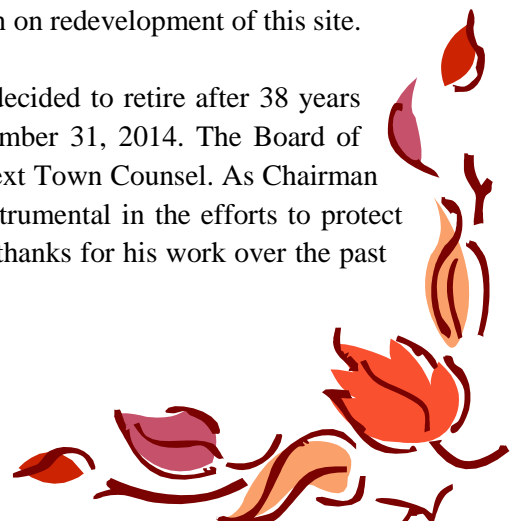 on redevelopment of this site.
decided to retire after 38 years
mber 31, 2014. The Board of
ext Town Counsel. As Chairman
trumental in the efforts to protect
thanks for his work over the past